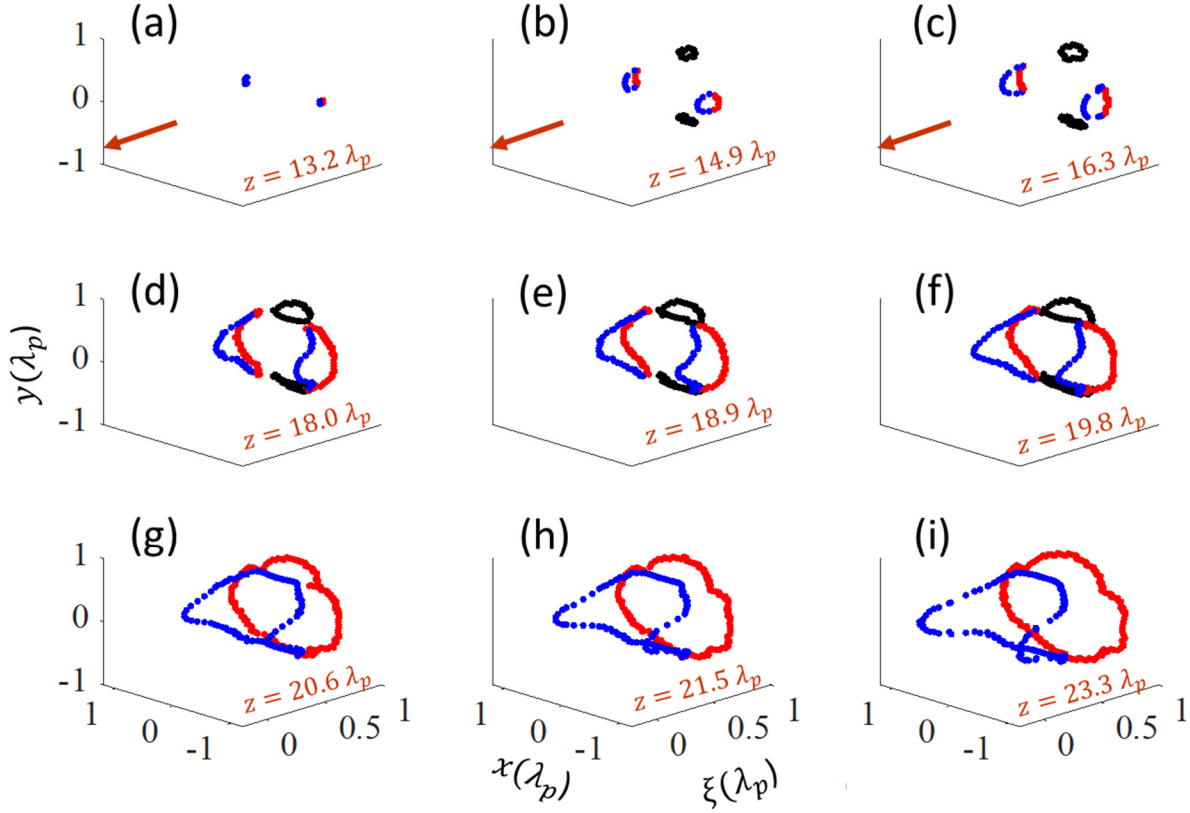 (a) (b) (c)
1
0
-1
z = 13.2 λp z = 14.9 λp z = 16.3 λp
(d) (e) (f)
1
0
-1
y(λp)
z = 18.0 λp z = 18.9 λp z = 19.8 λp
(g) (h) (i)
1
0
-1
z = 20.6 λp z = 21.5 λp z = 23.3 λp
1 0 -1 0 0.5 1
1 0 -1 0 0.5 1
1 0 -1 0 0.5 1
x(λp) ξ(λp)